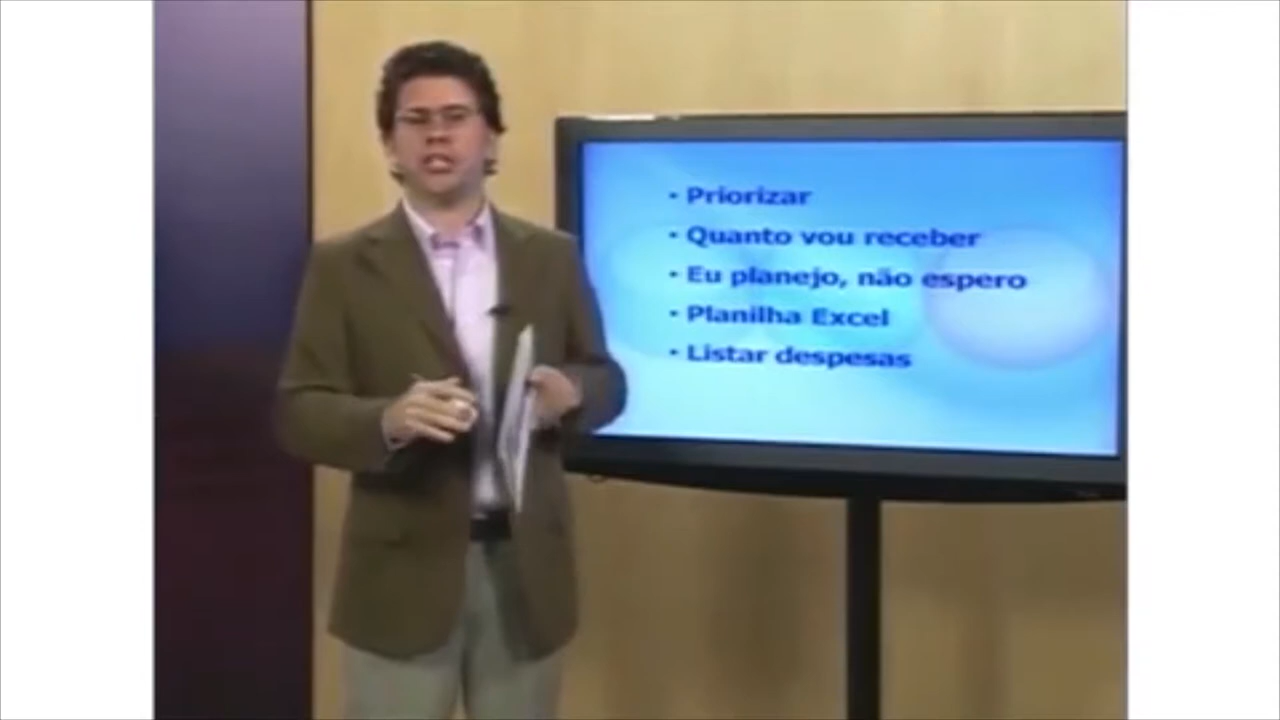 • Priorizar
• Quanto vou receber
• Eu planejo, não espero
• Planilha Excel
• Listar despesas